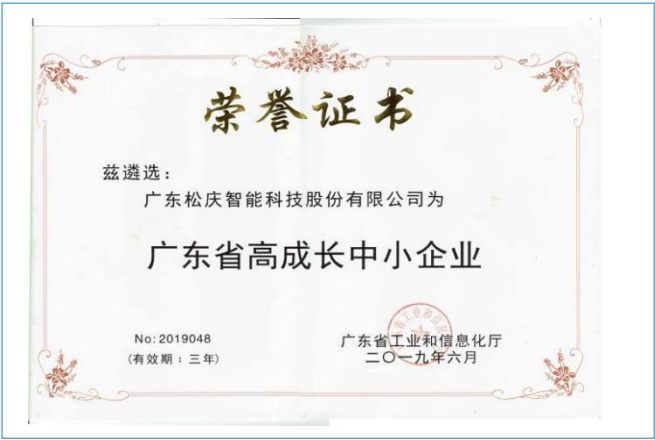 荣誉证书
兹遴选：
广东松庆智能科技股份有限公司为
广东省高成长中小企业
No: 2019048
(有效期：三年)
广东省工业和信息化厅
二〇一九年六月